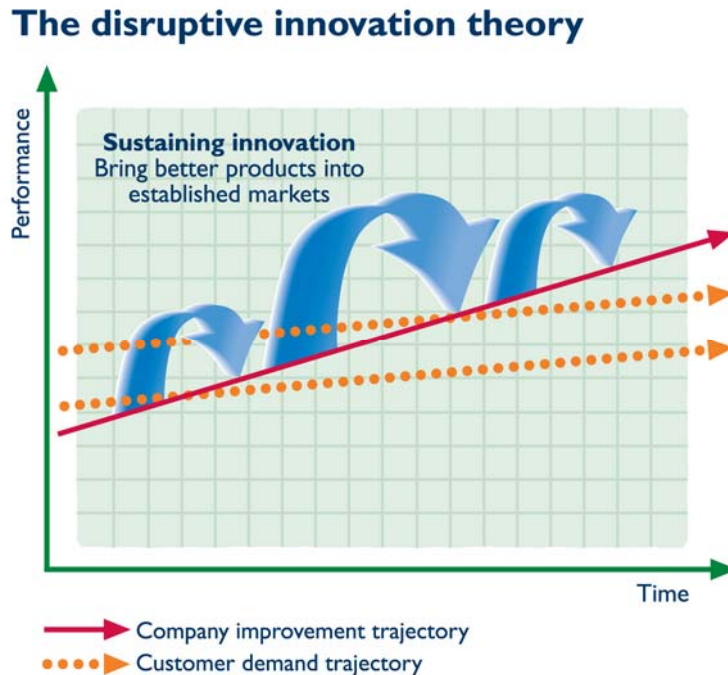 The disruptive innovation theory
Performance
Sustaining innovation
Bring better products into
established markets
Time
Company improvement trajectory
Customer demand trajectory